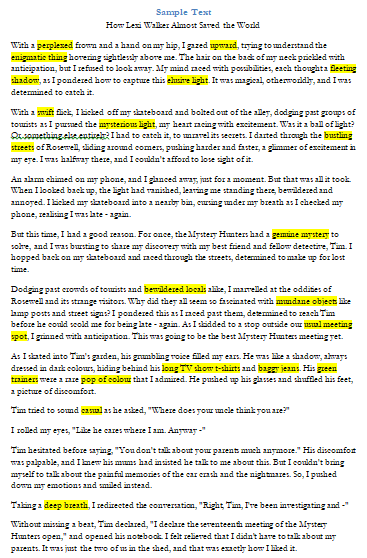 Sample Text
How Lexi Walker Almost Saved the World
With a perplexed frown and a hand on my hip, I gazed upward, trying to understand the
enigmatic thing hovering sightlessly above me. The hair on the back of my neck prickled with
anticipation, but I refused to look away. My mind raced with possibilities, each thought a fleeting
shadow, as I pondered how to capture this elusive light. It was magical, otherworldly, and I was
determined to catch it.
With a swift flick, I kicked off my skateboard and bolted out of the alley, dodging past groups of
tourists as I pursued the mysterious light, my heart racing with excitement. Was it a ball of light?
Or something else entirely? I had to catch it, to unravel its secrets. I darted through the bustling
streets of Rosewell, sliding around corners, pushing harder and faster, a glimmer of excitement in
my eye. I was halfway there, and I couldn't afford to lose sight of it.
An alarm chimed on my phone, and I glanced away, just for a moment. But that was all it took.
When I looked back up, the light had vanished, leaving me standing there, bewildered and
annoyed. I kicked my skateboard into a nearby bin, cursing under my breath as I checked my
phone, realising I was late - again.
But this time, I had a good reason. For once, the Mystery Hunters had a genuine mystery to
solve, and I was bursting to share my discovery with my best friend and fellow detective, Tim. I
hopped back on my skateboard and raced through the streets, determined to make up for lost
time.
Dodging past crowds of tourists and bewildered locals alike, I marvelled at the oddities of
Rosewell and its strange visitors. Why did they all seem so fascinated with mundane objects like
lamp posts and street signs? I pondered this as I raced past them, determined to reach Tim
before he could scold me for being late - again. As I skidded to a stop outside our usual meeting
spot, I grinned with anticipation. This was going to be the best Mystery Hunters meeting yet.
As I skated into Tim's garden, his grumbling voice filled my ears. He was like a shadow, always
dressed in dark colours, hiding behind his long TV show t-shirts and baggy jeans. His green
trainers were a rare pop of colour that I admired. He pushed up his glasses and shuffled his feet,
a picture of discomfort.
Tim tried to sound casual as he asked, "Where does your uncle think you are?"
I rolled my eyes, "Like he cares where I am. Anyway -"
Tim hesitated before saying, "You don't talk about your parents much anymore." His discomfort
was palpable, and I knew his mums had insisted he talk to me about this. But I couldn't bring
myself to talk about the painful memories of the car crash and the nightmares. So, I pushed
down my emotions and smiled instead.
Taking a deep breath, I redirected the conversation, "Right, Tim, I've been investigating and -"
Without missing a beat, Tim declared, "I declare the seventeenth meeting of the Mystery
Hunters open," and opened his notebook. I felt relieved that I didn't have to talk about my
parents. It was just the two of us in the shed, and that was exactly how I liked it.